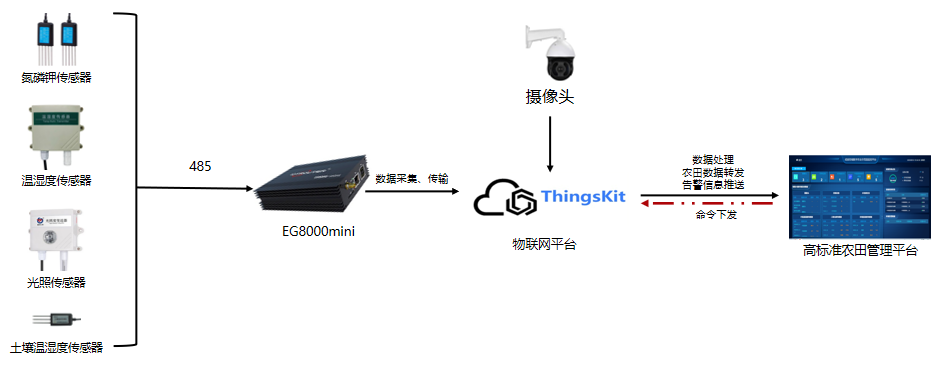 氮磷钾传感器
温湿度传感器
光照传感器
土壤温湿度传感器
485
EG8000mini
数据采集、传输
摄像头
ThingsKit
物联网平台
数据处理
农田数据转发
告警信息推送
命令下发
高标准农田管理平台